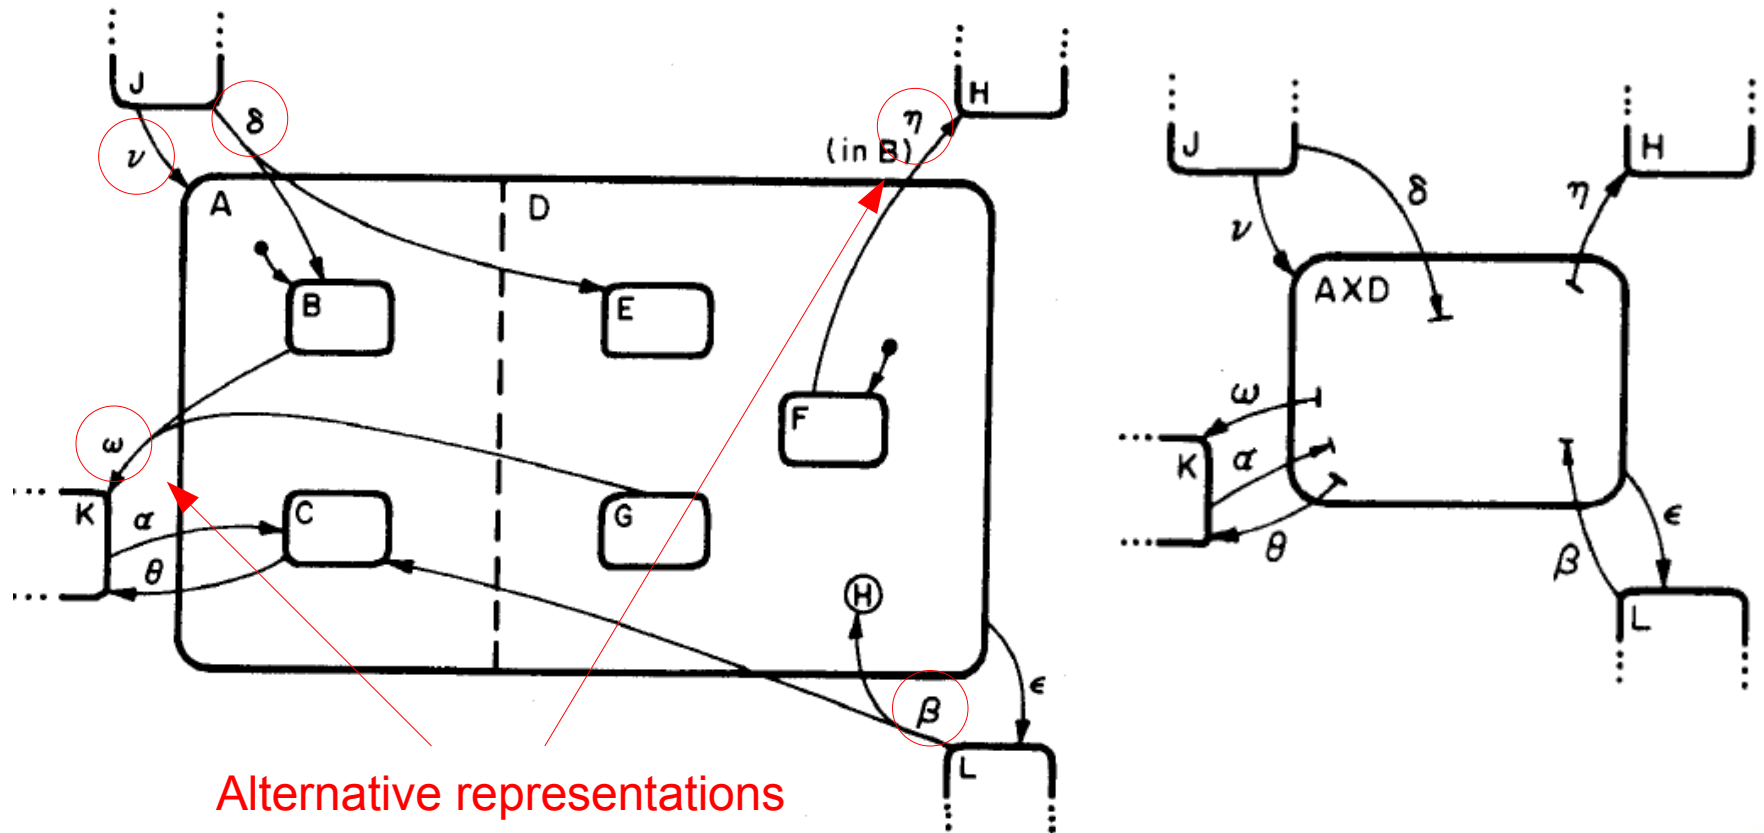 J
δ
ν
H
η
(in B)
A
D
B
E
F
ω
K
α
θ
C
G
H
β
ϵ
L
Alternative representations
J
H
δ
η
ν
AXD
ω
K
α
θ
β
ϵ
L